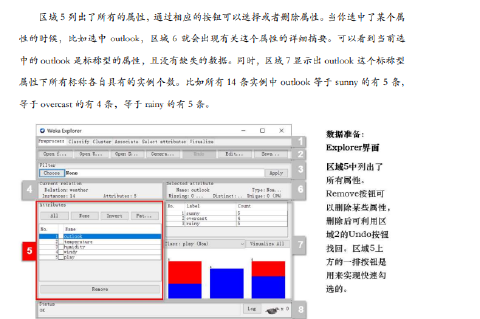 区域 5 列出了所有的属性，通过相应的按钮可以选择或者删除属性。当你选中了某个属
性的时候，比如选中 outlook，区域 6 就会出现有关这个属性的详细摘要。可以看到当前选
中的 outlook 是标称型的属性，且没有缺失的数据。同时，区域 7 显示出 outlook 这个标称型
属性下所有标称各自具有的实例个数。比如所有 14 条实例中 outlook 等于 sunny 的有 5 条，
等于 overcast 的有 4 条，等于 rainy 的有 5 条。
Weka Explorer
Preprocess Classify Cluster Associate Select attributes Visualize
1
Open f... Open U... Open D... Genera... Undo Edit... Save...
2
Filter
Choose None Apply
3
Current relation
Relation: weather
Instances: 14 Attributes: 5
4
Selected attribute
Name: outlook Type: Nom...
Missing: 0 ... Distinct:... Unique: 0 (0%)
6
Attributes
All None Invert Pat...
No. Name
1 outlook
2 temperature
3 humidity
4 windy
5 play
Remove
5
No. Label Count
1 sunny 5
2 overcast 4
3 rainy 5
Class: play (Nom) Visualize All
7
Status
OK
Log x 0
8
数据准备：
Explorer界面
区域5中列出了
所有属性。
Remove按钮可
以删除某些属性，
删除后可利用区
域2的Undo按钮
找回。区域5上
方的一排按钮是
用来实现快速勾
选的。